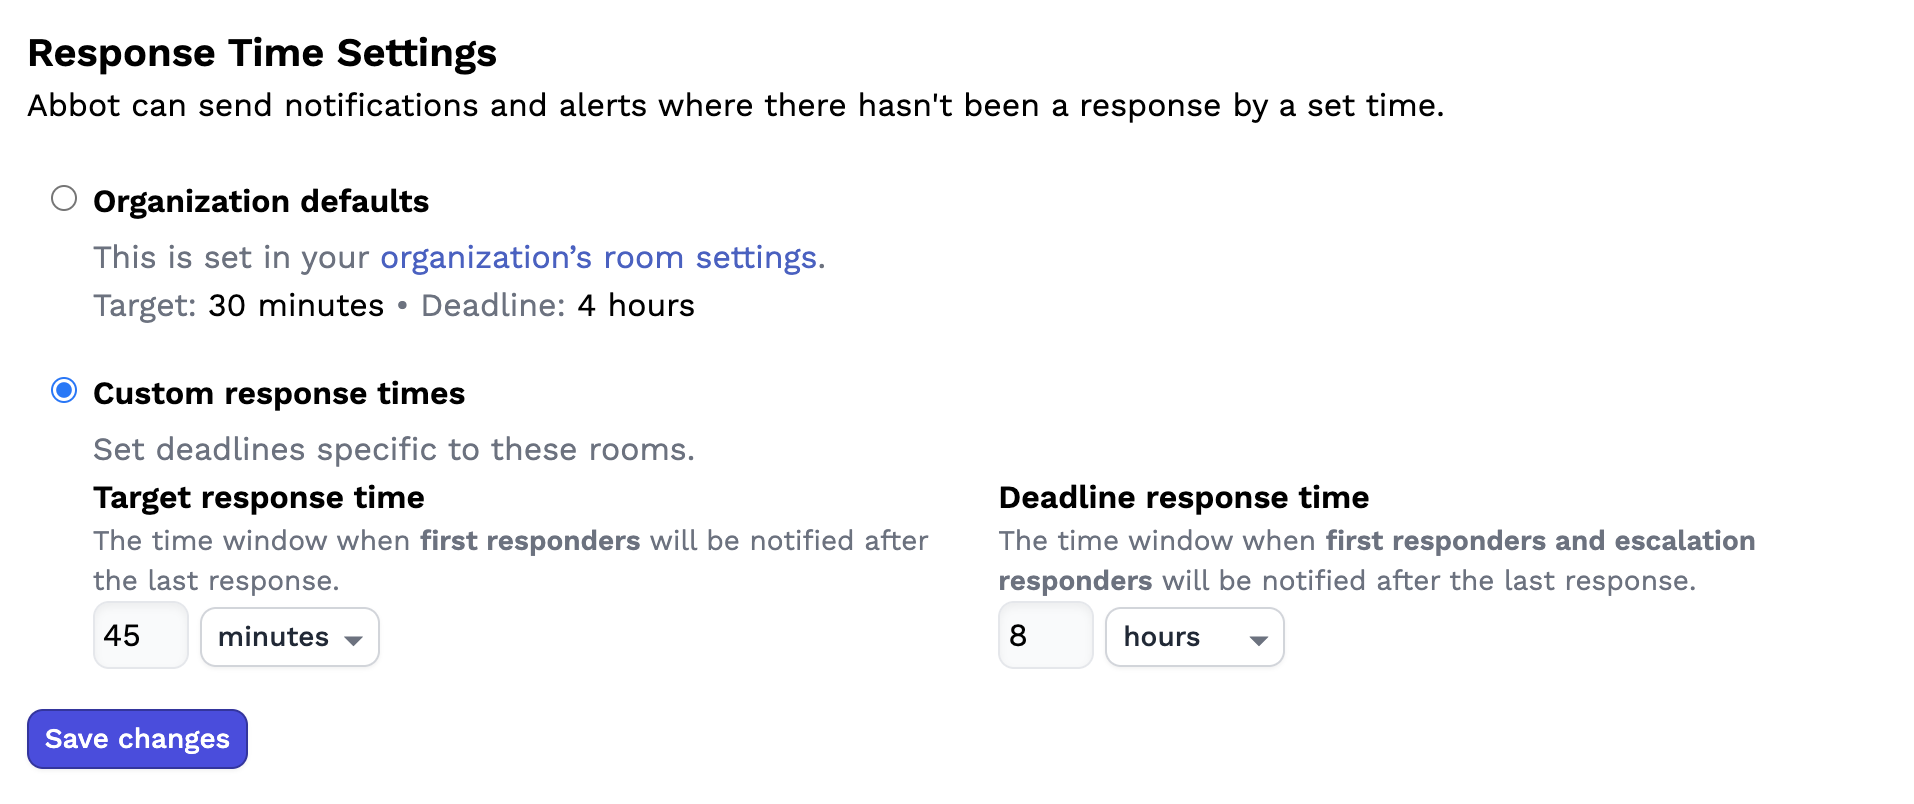 Response Time Settings
Abbot can send notifications and alerts where there hasn't been a response by a set time.
Organization defaults
This is set in your organization’s room settings.
Target: 30 minutes • Deadline: 4 hours
Custom response times
Set deadlines specific to these rooms.
Target response time
The time window when first responders will be notified after
the last response.
45 minutes
Deadline response time
The time window when first responders and escalation
responders will be notified after the last response.
8 hours
Save changes